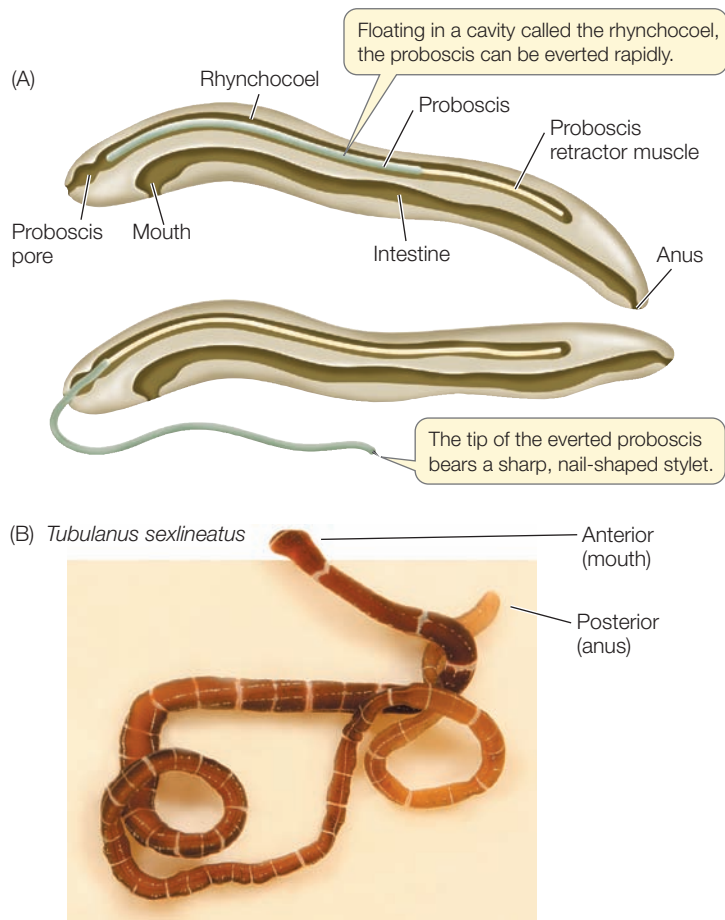 Floating in a cavity called the rhynchocoel,
the proboscis can be everted rapidly.
(A)
Rhynchocoel
Proboscis
Proboscis
retractor muscle
Proboscis
pore
Mouth
Intestine
Anus
The tip of the everted proboscis
bears a sharp, nail-shaped stylet.
(B) Tubulanus sexlineatus
Anterior
(mouth)
Posterior
(anus)